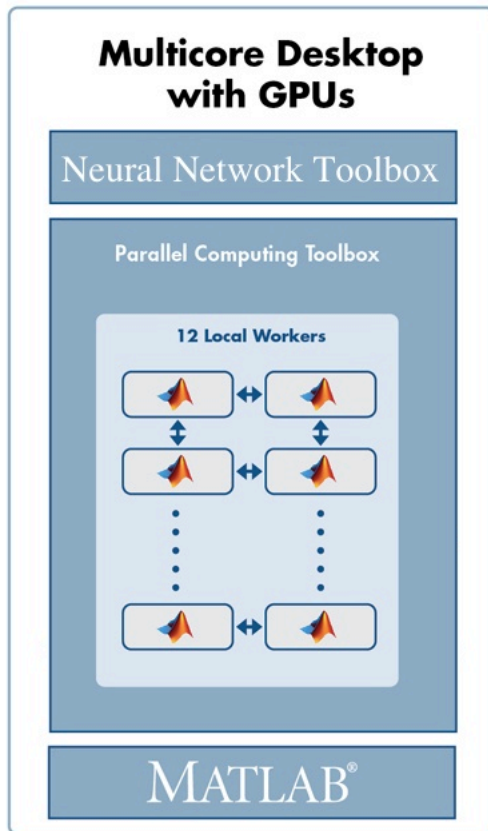 Multicore Desktop
with GPUs
Neural Network Toolbox
Parallel Computing Toolbox
12 Local Workers
MATLAB®